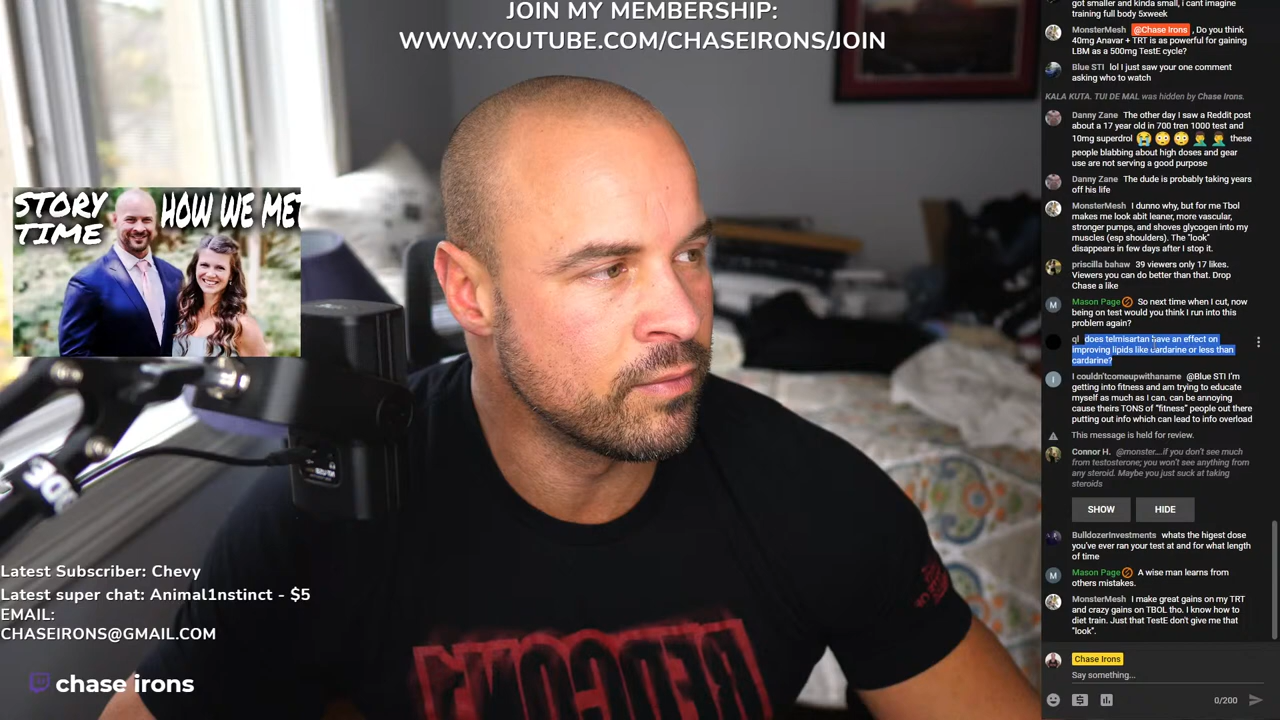 JOIN MY MEMBERSHIP:
WWW.YOUTUBE.COM/CHASEIRONS/JOIN
STORY
TIME
HOW WE MET
Latest Subscriber: Chevy
Latest super chat: Animal1nstinct - $5
EMAIL:
CHASEIRONS@GMAIL.COM
chase irons
got smaller and kinda small, i cant imagine
training full body 5xweek
MonsterMesh @Chase Irons , Do you think
40mg Anavar + TRT is as powerful for gaining
LBM as a 500mg TestE cycle?
Blue STI lol I just saw your one comment
asking who to watch
KALA KUTA. TUI DE MAL was hidden by Chase Irons.
Danny Zane The other day I saw a Reddit post
about a 17 year old in 700 tren 1000 test and
10mg superdrol 😭😳😳🤦‍♂️🤦‍♂️ these
people blabbing about high doses and gear
use are not serving a good purpose
Danny Zane The dude is probably taking years
off his life
MonsterMesh I dunno why, but for me Tbol
makes me look abit leaner, more vascular,
stronger pumps, and shoves glycogen into my
muscles (esp shoulders). The "look"
disappears in few days after I stop it.
priscilla bahaw 39 viewers only 17 likes.
Viewers you can do better than that. Drop
Chase a like
M Mason Page So next time when I cut, now
being on test would you think I run into this
problem again?
ql does telmisartan have an effect on
improving lipids like cardarine or less than
cardarine?
I I couldn'tcomeupwithaname @Blue STI I'm
getting into fitness and am trying to educate
myself as much as I can. can be annoying
cause theirs TONS of "fitness" people out there
putting out info which can lead to info overload
This message is held for review.
Connor H. @monster....if you don't see much
from testosterone; you won't see anything from
any steroid. Maybe you just suck at taking
steroids
SHOW HIDE
BulldozerInvestments whats the higest dose
you've ever ran your test at and for what length
of time
M Mason Page A wise man learns from
others mistakes.
MonsterMesh I make great gains on my TRT
and crazy gains on TBOL tho. I know how to
diet train. Just that TestE don't give me that
"look".
Chase Irons
Say something...
0/200